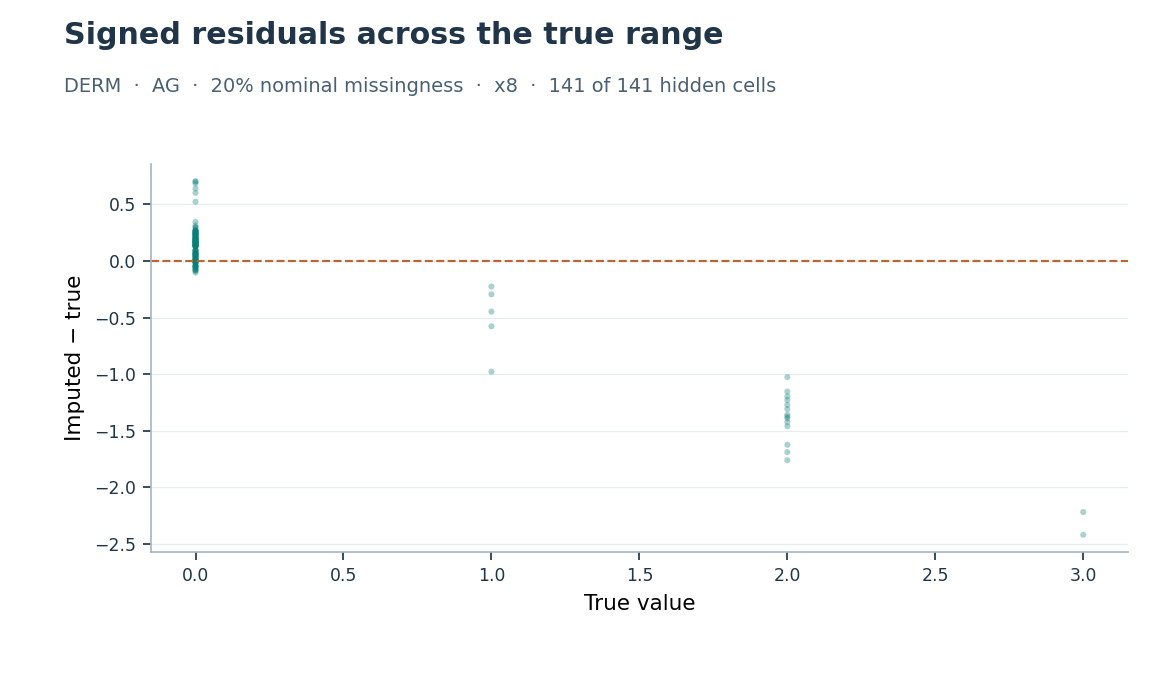 Signed residuals across the true range
DERM · AG · 20% nominal missingness · x8 · 141 of 141 hidden cells
Imputed − true
0.5
0.0
−0.5
−1.0
−1.5
−2.0
−2.5
0.0 0.5 1.0 1.5 2.0 2.5 3.0
True value